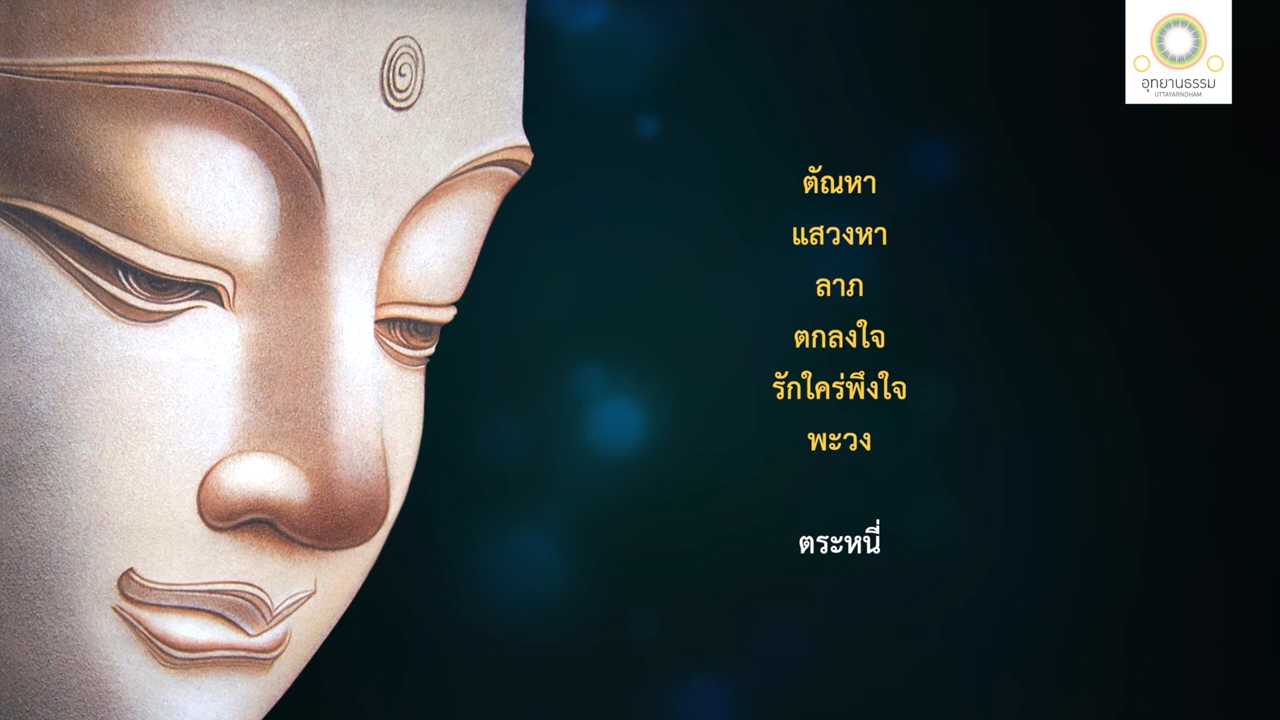 อุทยานธรรม
UTTAYARNDHAM
ตัณหา
แสวงหา
ลาภ
ตกลงใจ
รักใคร่พึงใจ
พะวง
ตระหนี่